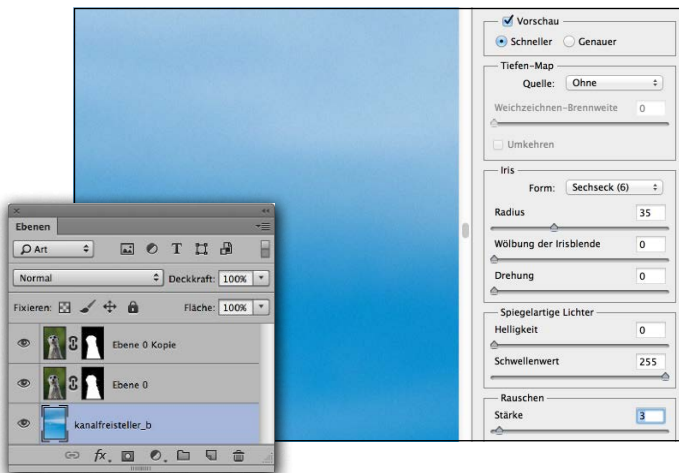 Vorschau
Schneller Genauer
Tiefen-Map
Quelle: Ohne
Weichzeichnen-Brennweite 0
Umkehren
Iris
Form: Sechseck (6)
Radius 35
Wölbung der Irisblende 0
Drehung 0
Spiegelartige Lichter
Helligkeit 0
Schwellenwert 255
Rauschen
Stärke 3
Ebenen
Art T
Normal Deckkraft: 100%
Fixieren: Fläche: 100%
Ebene 0 Kopie
Ebene 0
kanalfreisteller_b
fx